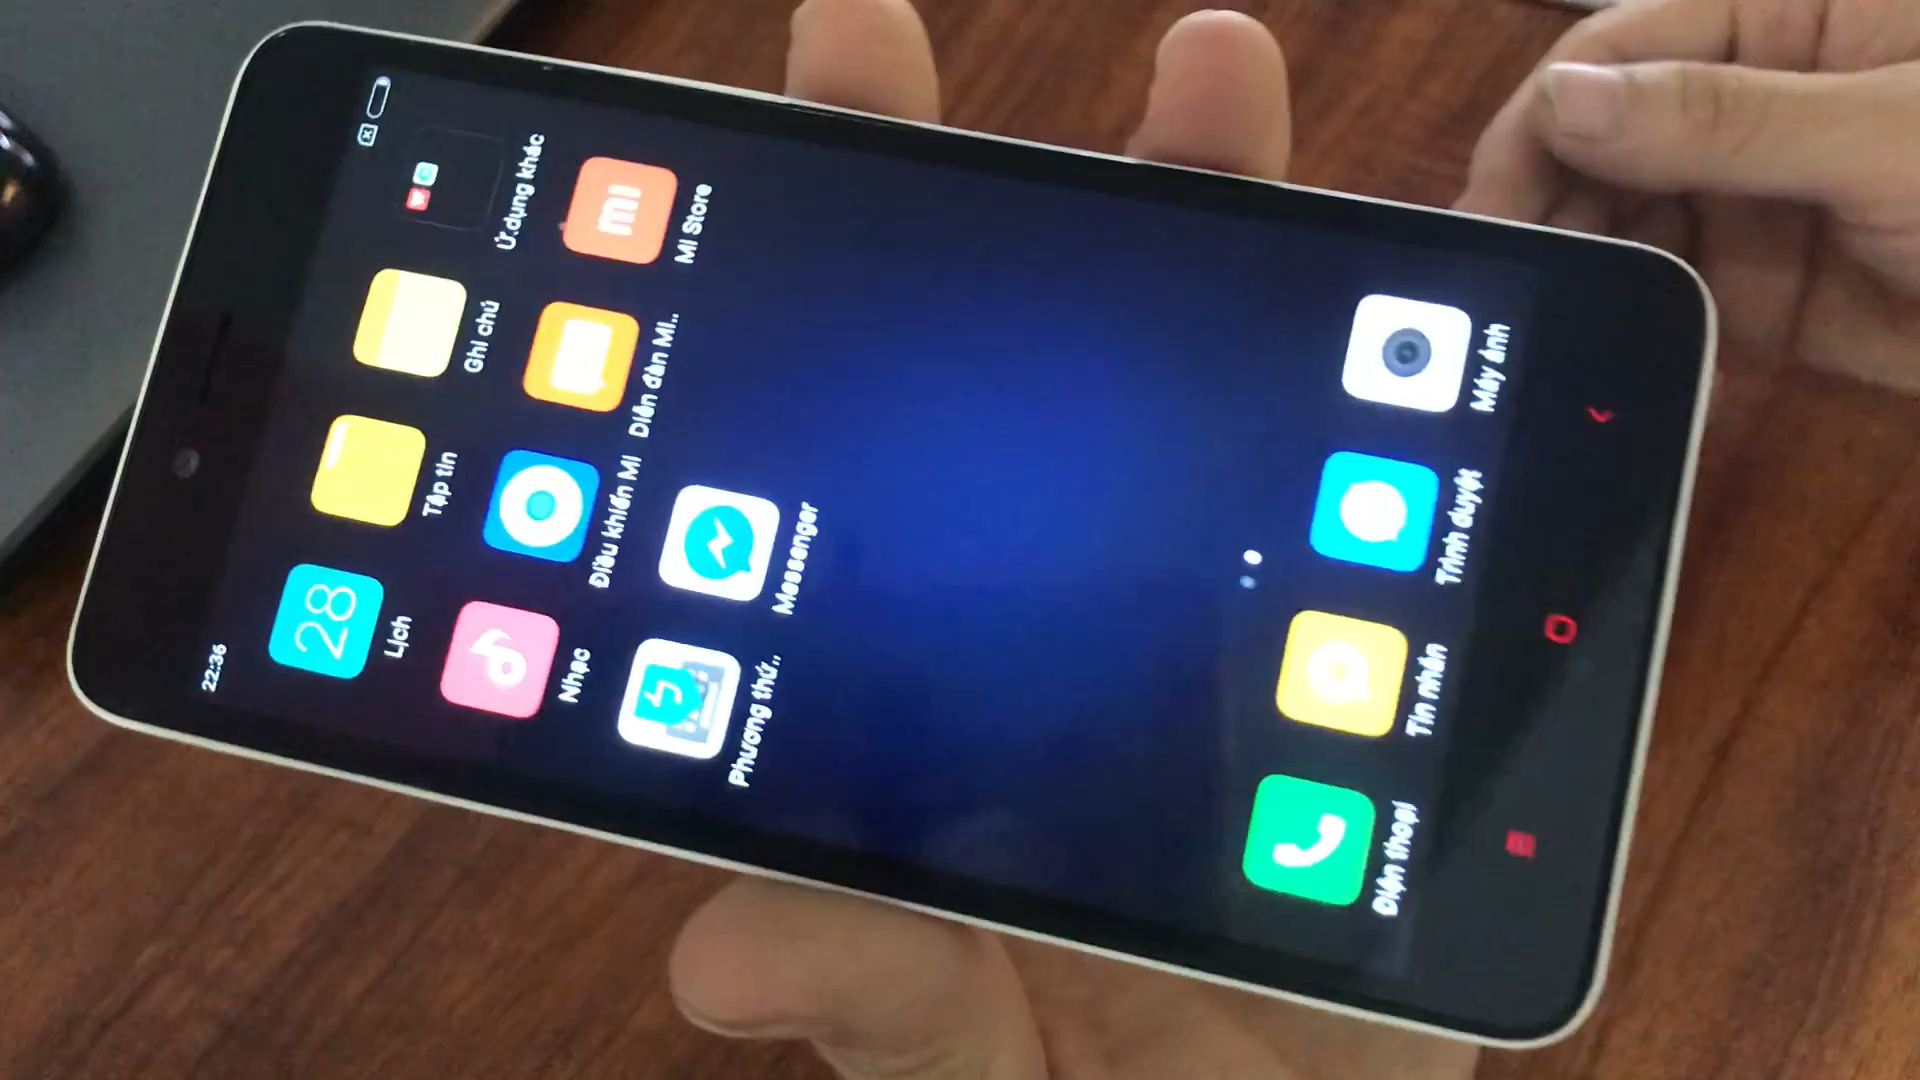 22:36
28
Lịch
Tập tin
Ghi chú
Ứ.dụng khác
Nhạc
Điều khiển MI
Diễn đàn MI..
mi
Mi Store
Phương thứ..
Messenger
Điện thoại
Tin nhắn
Trình duyệt
Máy ảnh